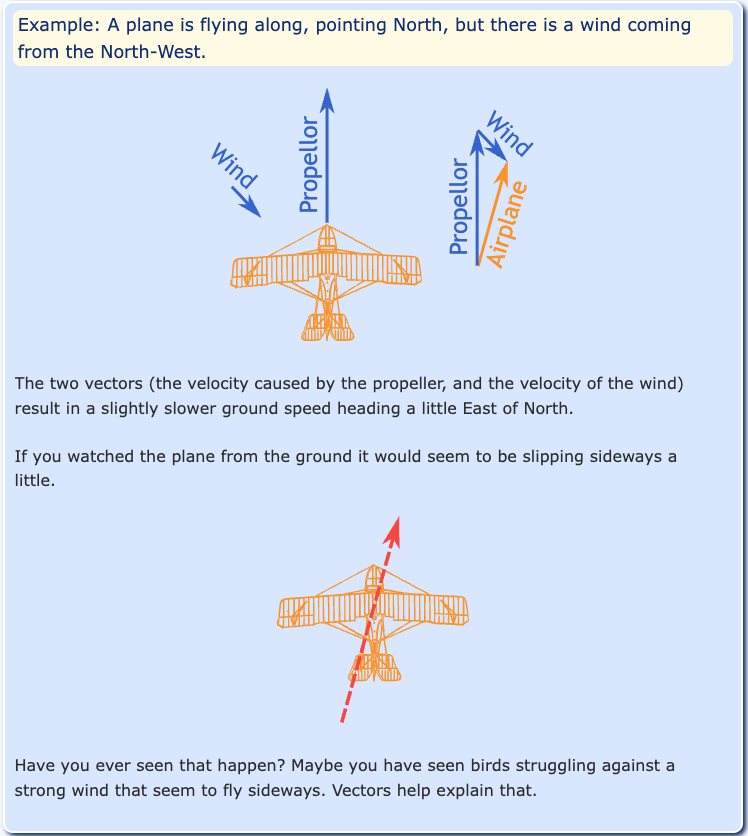 Example: A plane is flying along, pointing North, but there is a wind coming
from the North-West.
Wind
Propellor
Propellor
Wind
Airplane
The two vectors (the velocity caused by the propeller, and the velocity of the wind)
result in a slightly slower ground speed heading a little East of North.
If you watched the plane from the ground it would seem to be slipping sideways a
little.
Have you ever seen that happen? Maybe you have seen birds struggling against a
strong wind that seem to fly sideways. Vectors help explain that.